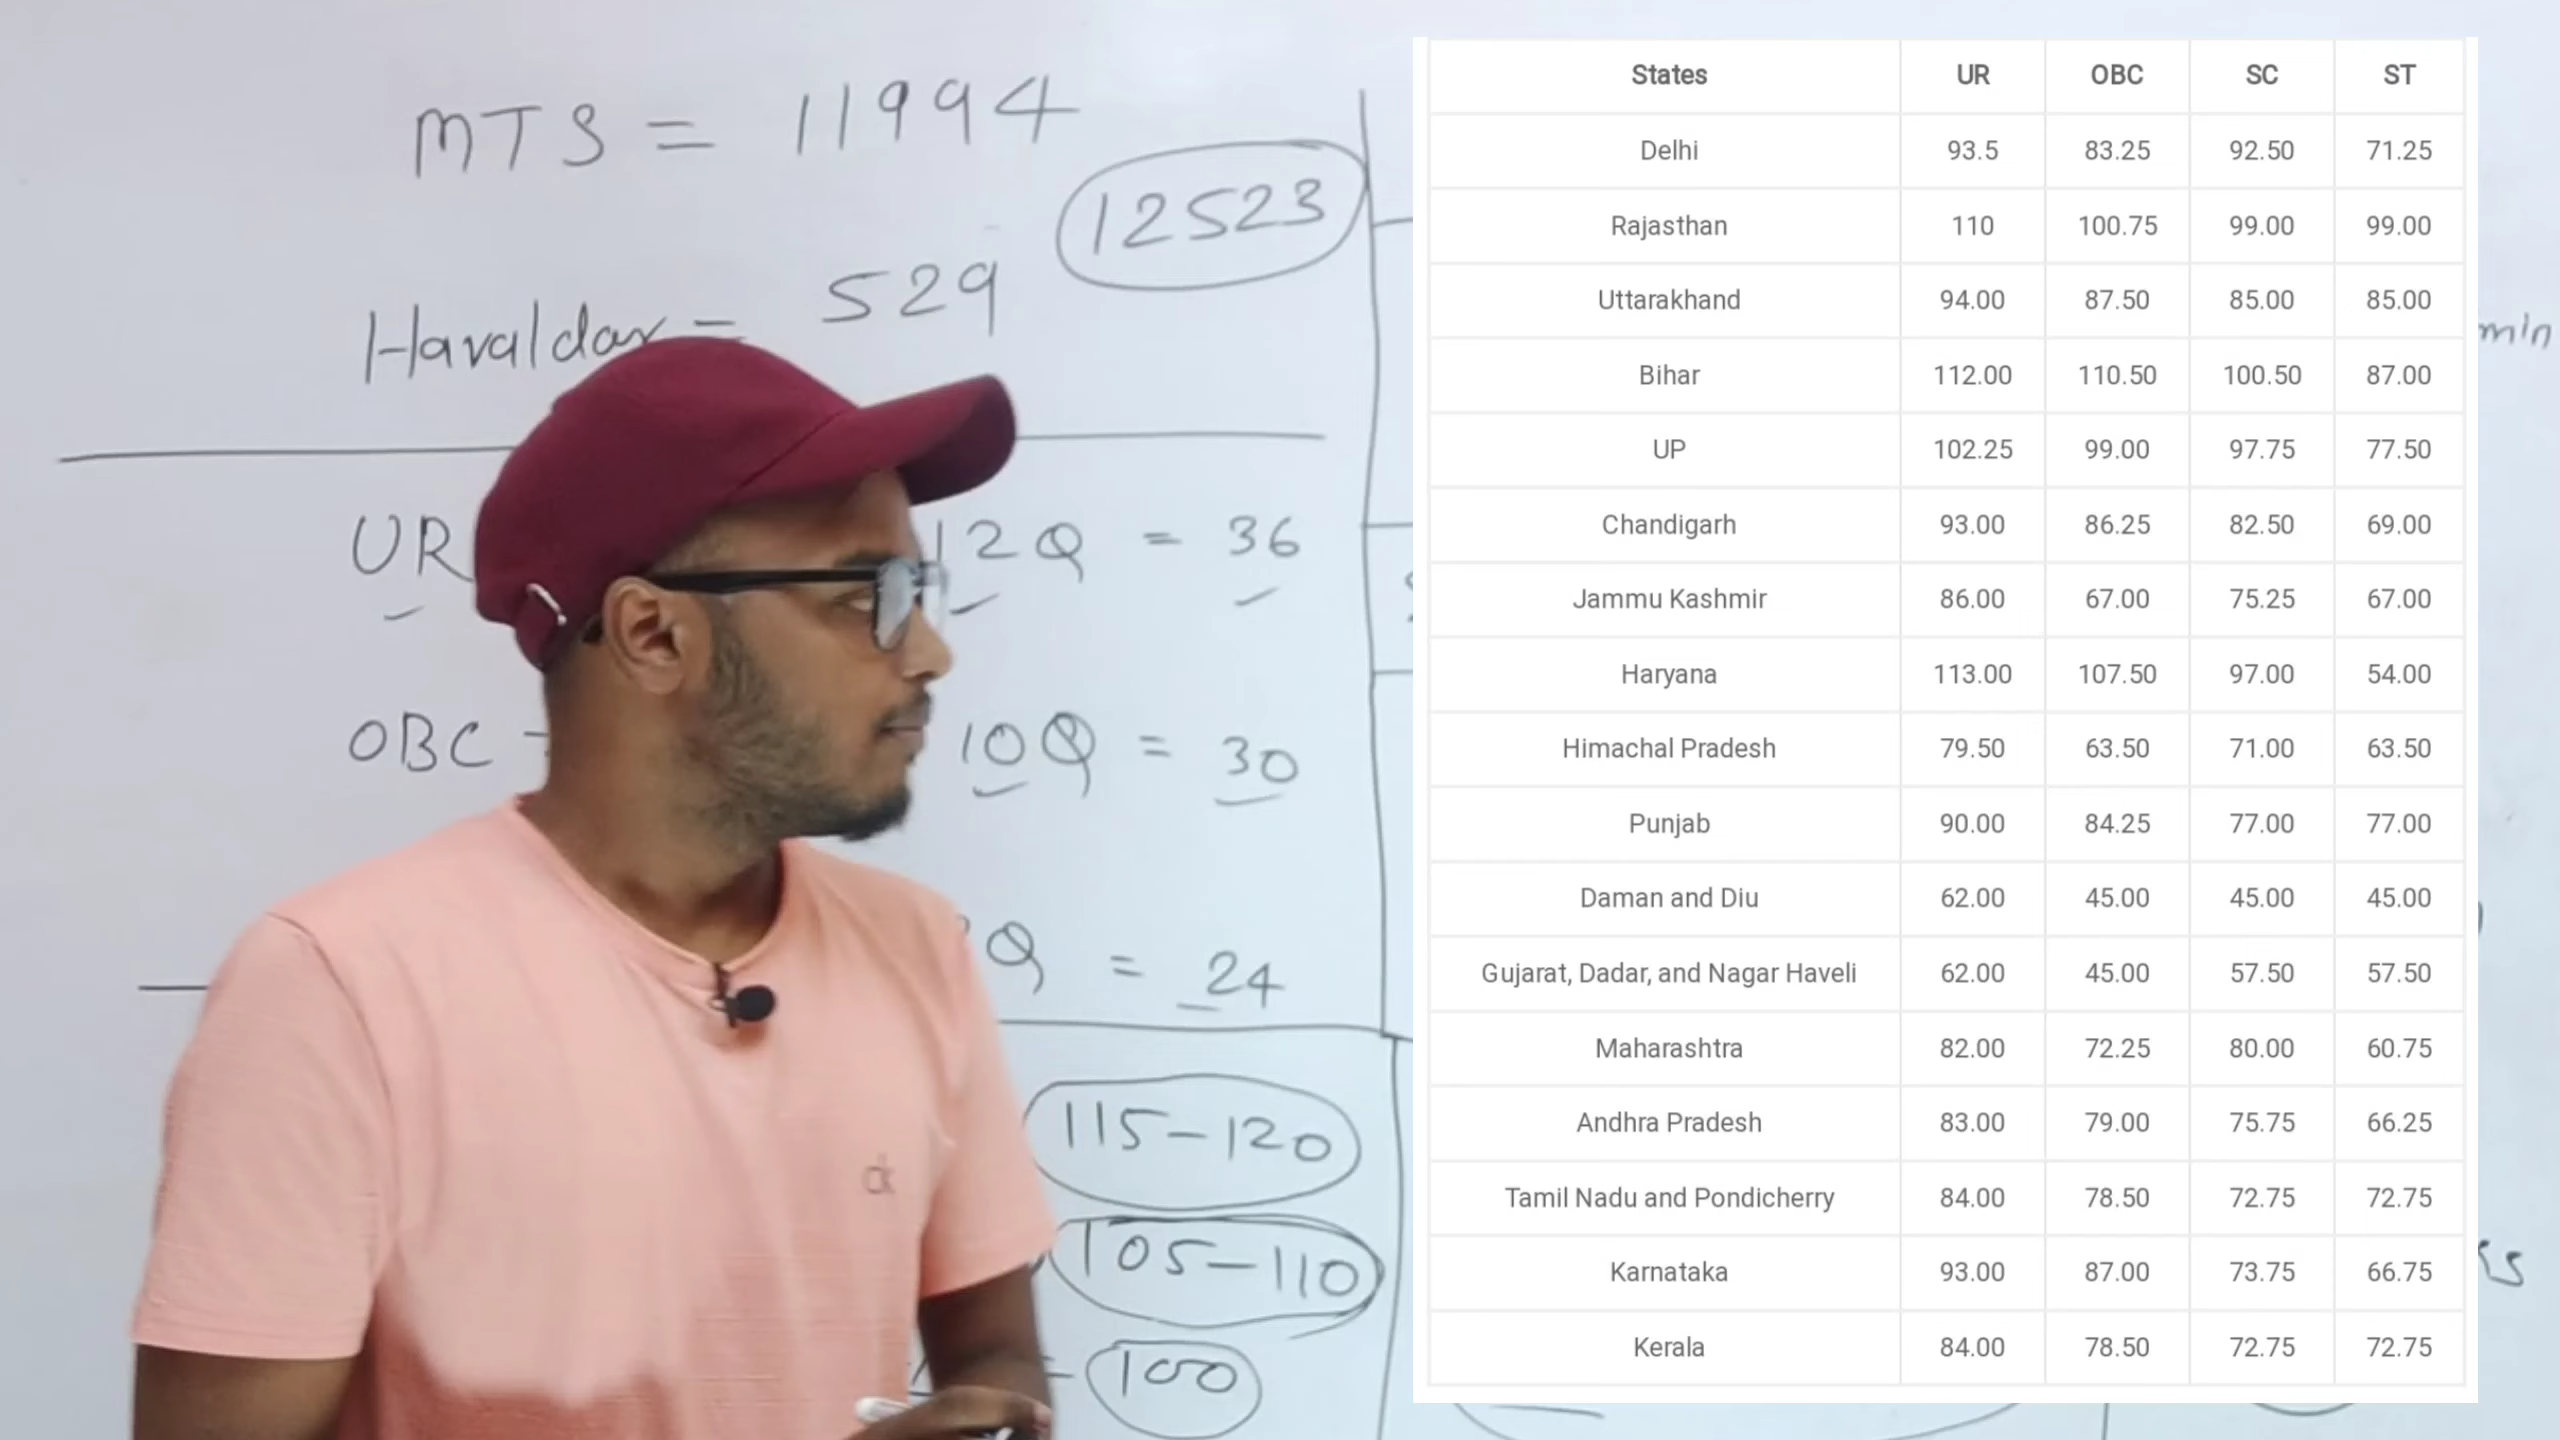 MTS = 11994
12523
Havaldar = 529
UR 12Q = 36
OBC - 10Q = 30
Q = 24
115-120
105-110
- 100
min
ck
States UR OBC SC ST
Delhi 93.5 83.25 92.50 71.25
Rajasthan 110 100.75 99.00 99.00
Uttarakhand 94.00 87.50 85.00 85.00
Bihar 112.00 110.50 100.50 87.00
UP 102.25 99.00 97.75 77.50
Chandigarh 93.00 86.25 82.50 69.00
Jammu Kashmir 86.00 67.00 75.25 67.00
Haryana 113.00 107.50 97.00 54.00
Himachal Pradesh 79.50 63.50 71.00 63.50
Punjab 90.00 84.25 77.00 77.00
Daman and Diu 62.00 45.00 45.00 45.00
Gujarat, Dadar, and Nagar Haveli 62.00 45.00 57.50 57.50
Maharashtra 82.00 72.25 80.00 60.75
Andhra Pradesh 83.00 79.00 75.75 66.25
Tamil Nadu and Pondicherry 84.00 78.50 72.75 72.75
Karnataka 93.00 87.00 73.75 66.75
Kerala 84.00 78.50 72.75 72.75